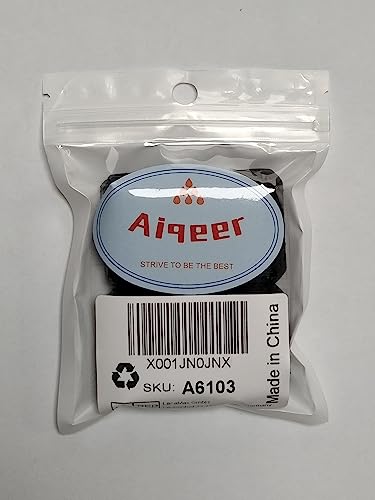 Aiqeer
STRIVE TO BE THE BEST
X001JN0JNX
SKU: A6103
Made in China